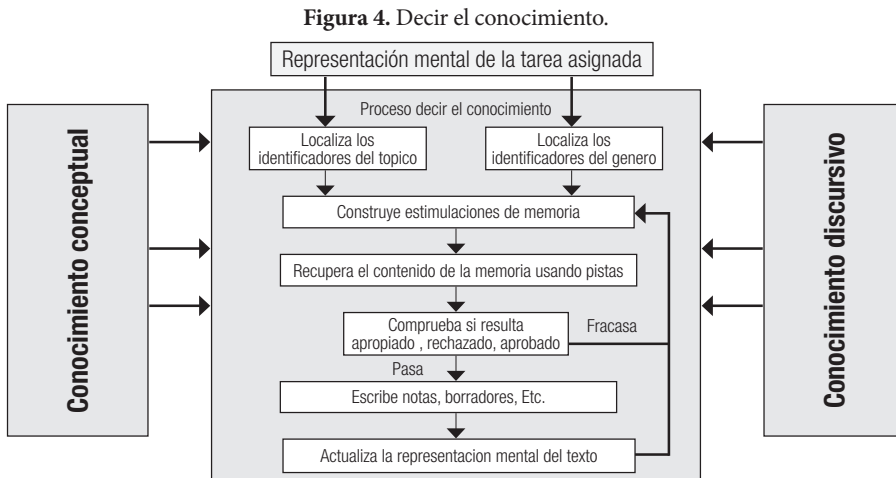 Figura 4. Decir el conocimiento.
Representación mental de la tarea asignada
Conocimiento conceptual
Proceso decir el conocimiento
Localiza los
identificadores del topico
Localiza los
identificadores del genero
Construye estimulaciones de memoria
Recupera el contenido de la memoria usando pistas
Comprueba si resulta
apropiado , rechazado, aprobado
Fracasa
Pasa
Escribe notas, borradores, Etc.
Actualiza la representacion mental del texto
Conocimiento discursivo